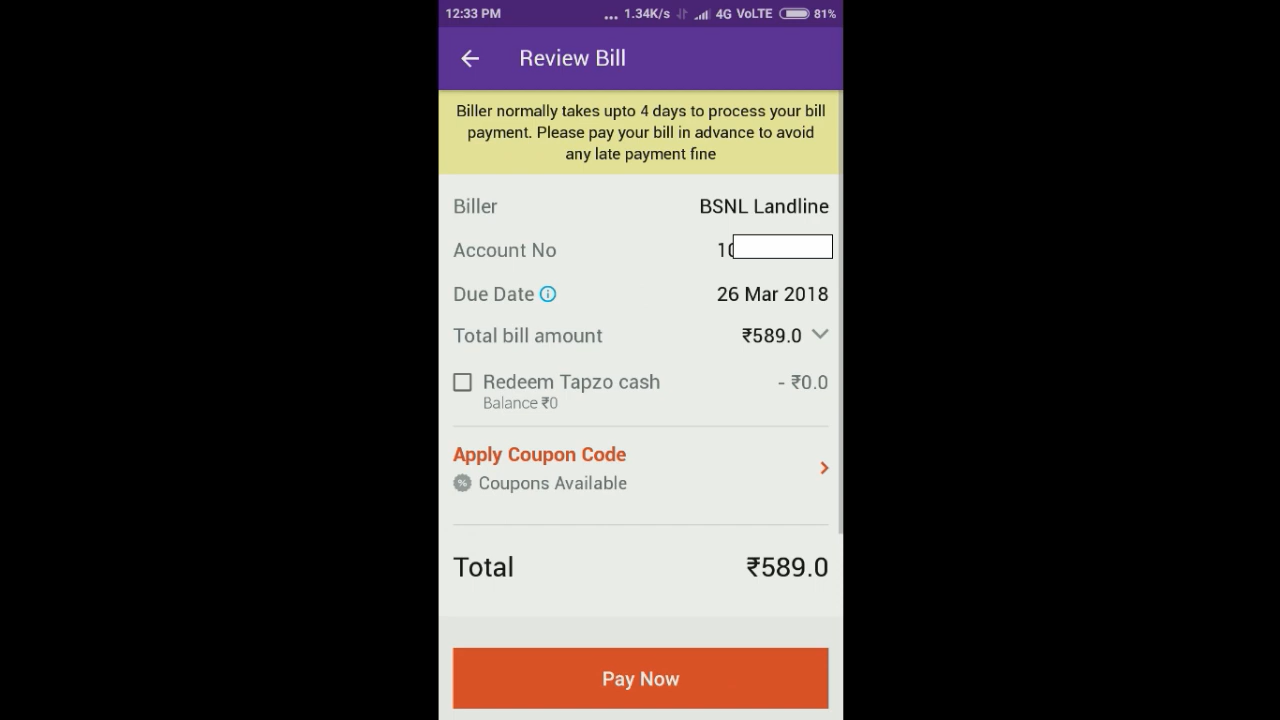 12:33 PM ... 1.34K/s 4G VoLTE 81%
Review Bill
Biller normally takes upto 4 days to process your bill
payment. Please pay your bill in advance to avoid
any late payment fine
Biller BSNL Landline
Account No 10
Due Date 26 Mar 2018
Total bill amount ₹589.0
Redeem Tapzo cash - ₹0.0
Balance ₹0
Apply Coupon Code
% Coupons Available
Total ₹589.0
Pay Now